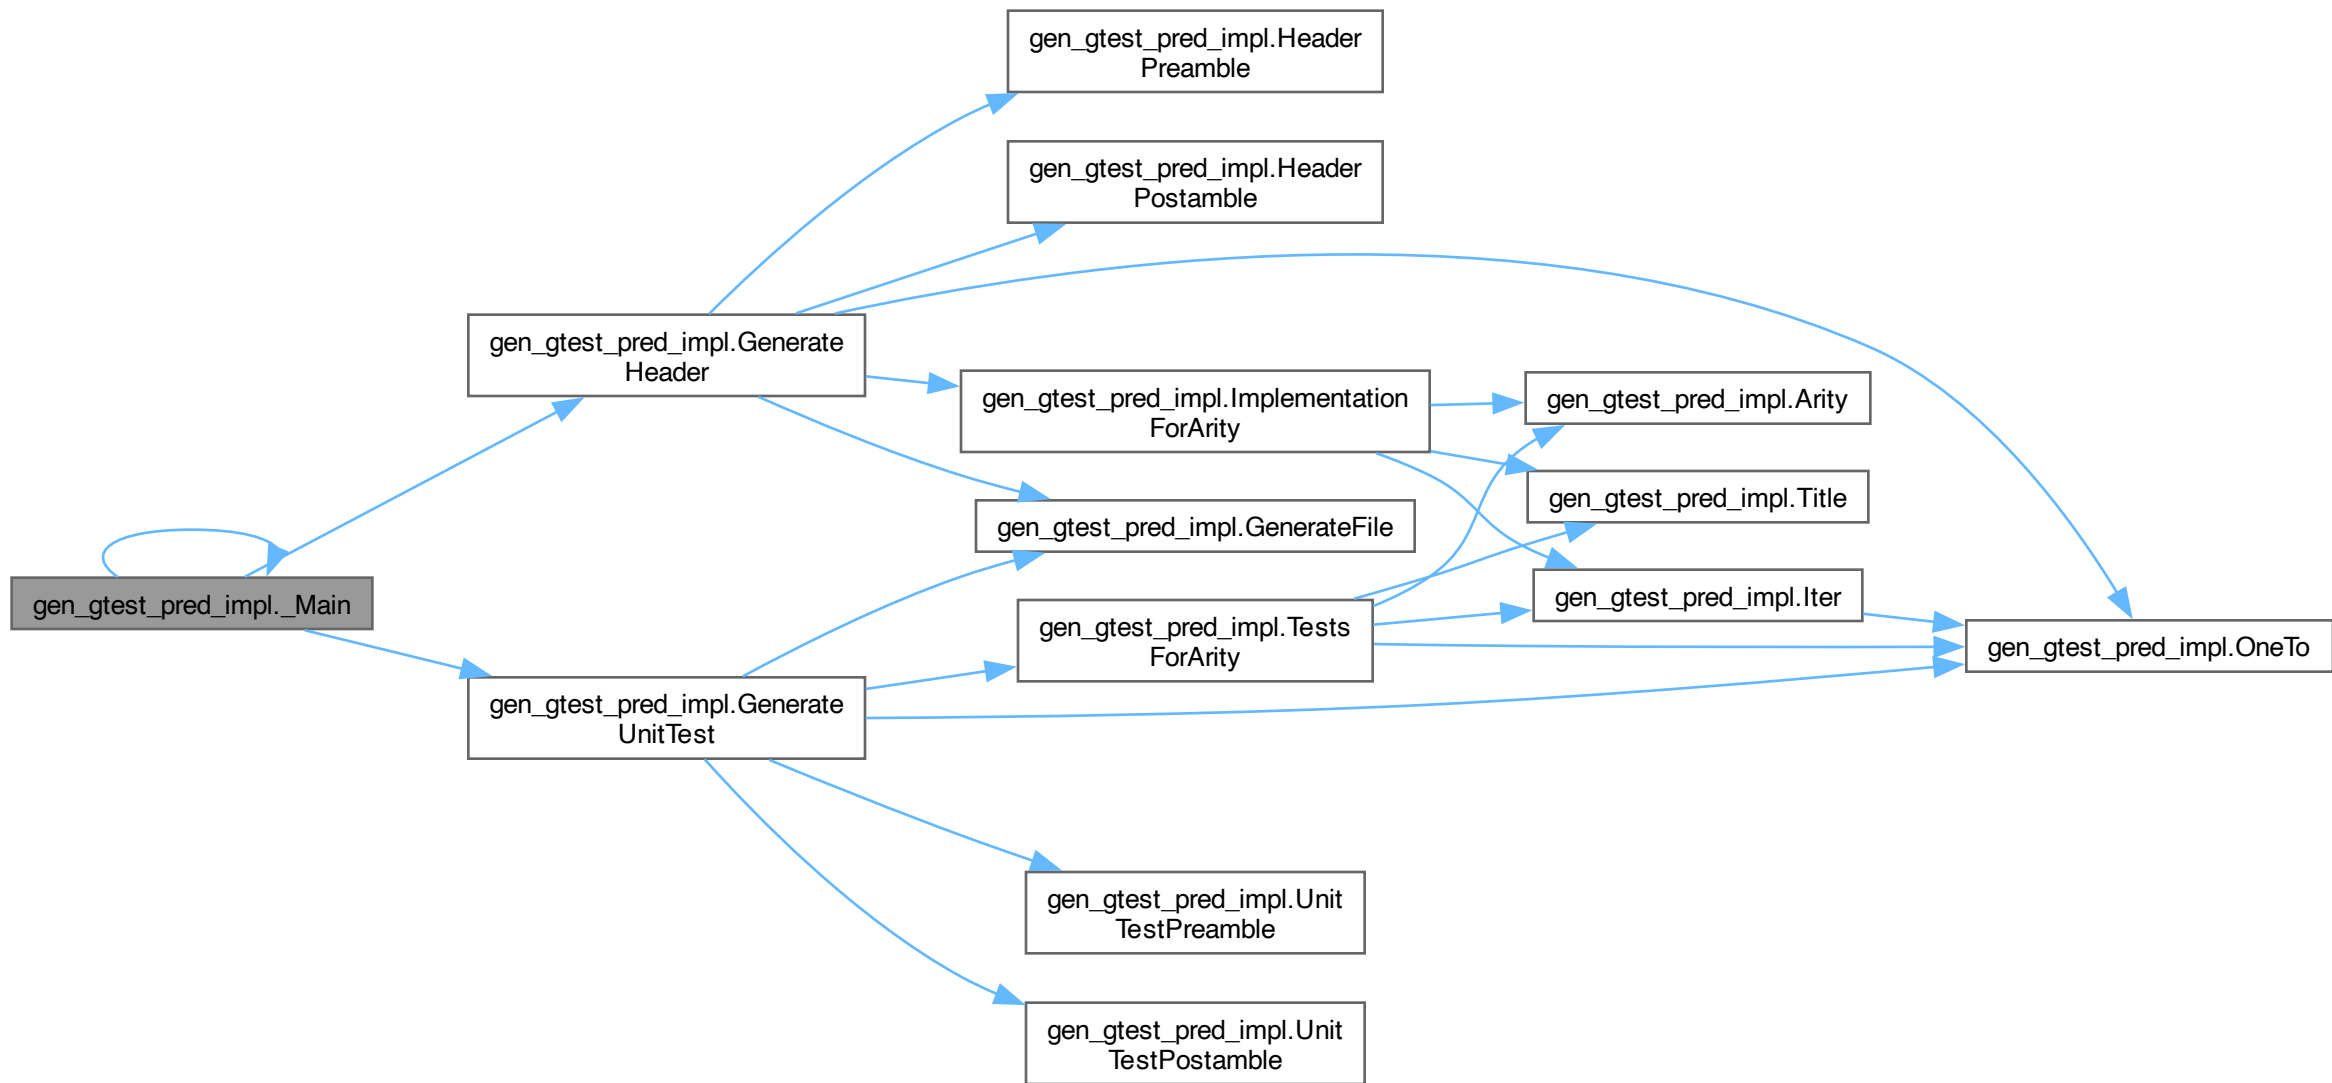 gen_gtest_pred_impl.Header
Preamble
gen_gtest_pred_impl.Header
Postamble
gen_gtest_pred_impl.Generate
Header
gen_gtest_pred_impl.Implementation
ForArity
gen_gtest_pred_impl.Arity
gen_gtest_pred_impl.Title
gen_gtest_pred_impl.GenerateFile
gen_gtest_pred_impl._Main
gen_gtest_pred_impl.Iter
gen_gtest_pred_impl.Tests
ForArity
gen_gtest_pred_impl.OneTo
gen_gtest_pred_impl.Generate
UnitTest
gen_gtest_pred_impl.Unit
TestPreamble
gen_gtest_pred_impl.Unit
TestPostamble